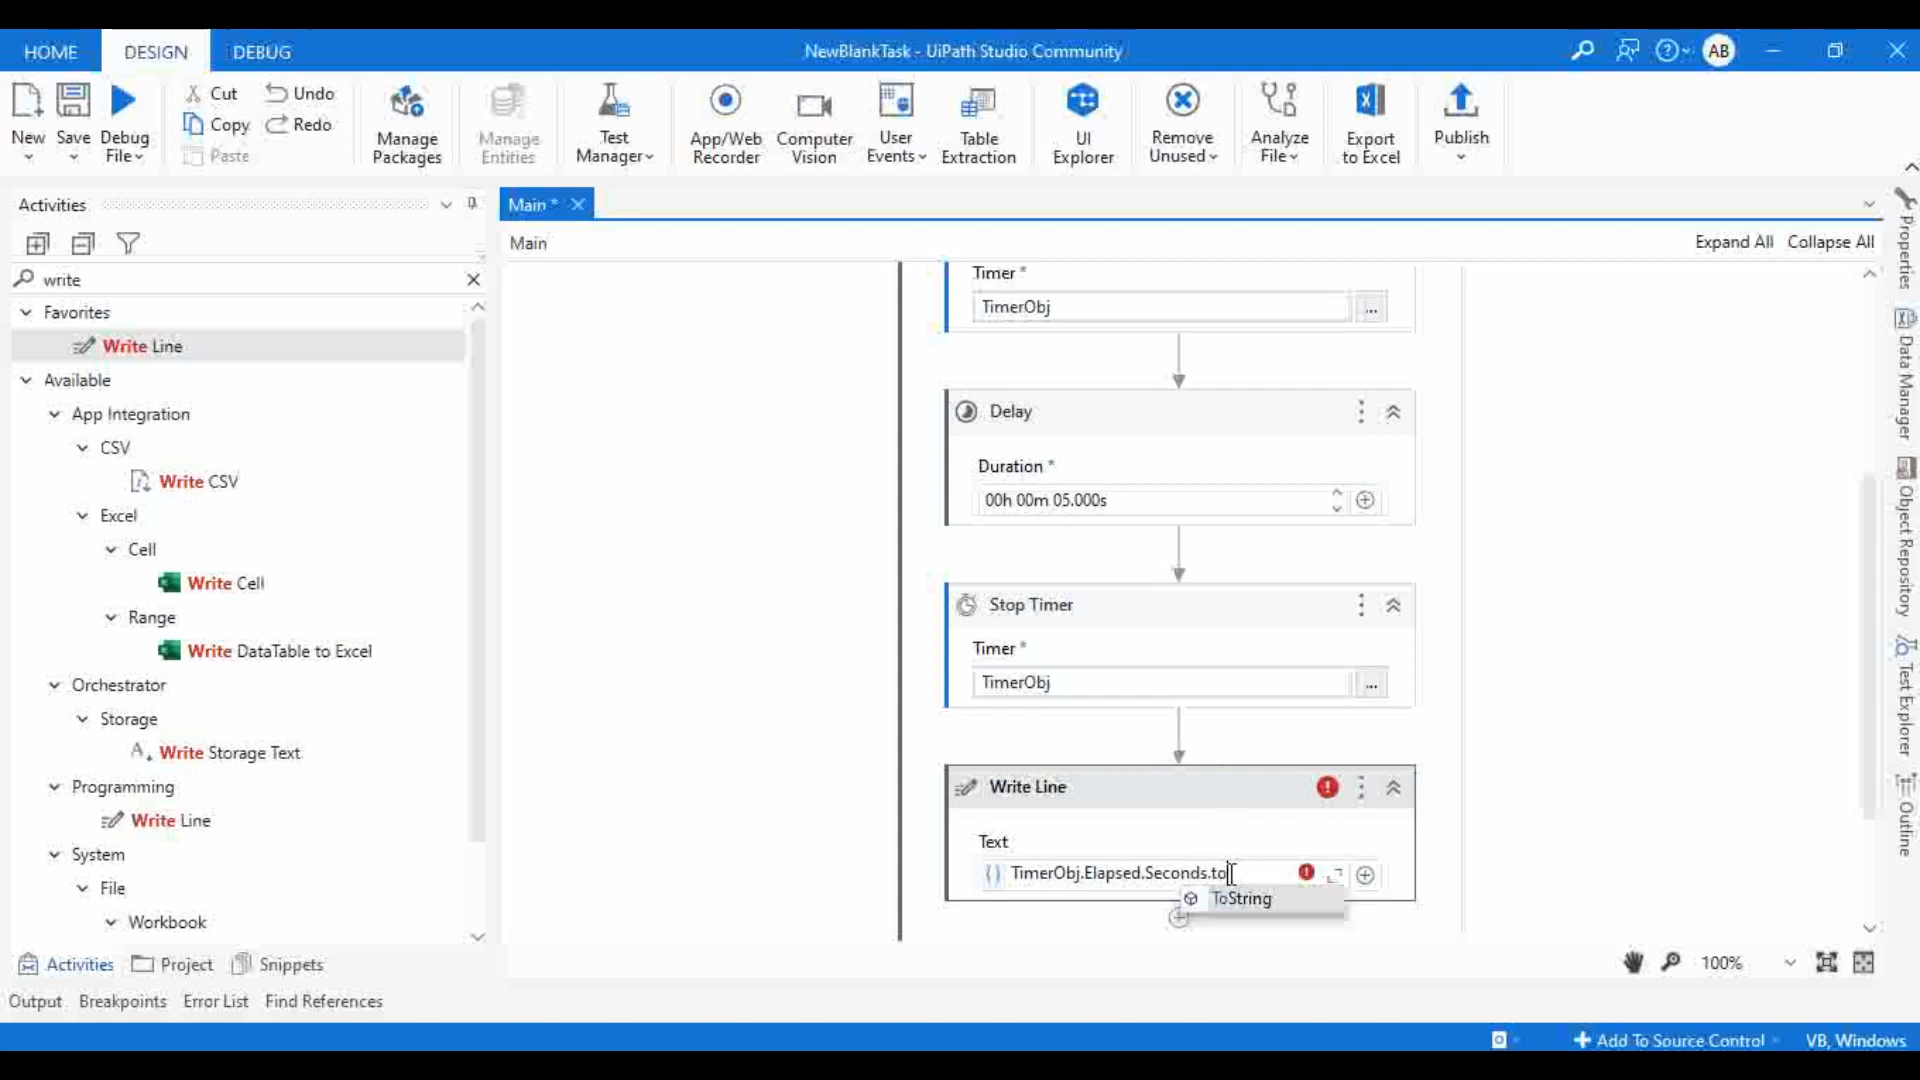 HOME DESIGN DEBUG NewBlankTask - UiPath Studio Community AB
New Save Debug File Cut Copy Paste Undo Redo Manage Packages Manage Entities Test Manager App/Web Recorder Computer Vision User Events Table Extraction UI Explorer Remove Unused Analyze File Export to Excel Publish
Activities
write
Favorites
Write Line
Available
App Integration
CSV
Write CSV
Excel
Cell
Write Cell
Range
Write DataTable to Excel
Orchestrator
Storage
Write Storage Text
Programming
Write Line
System
File
Workbook
Activities Project Snippets
Main *
Main Expand All Collapse All
Timer *
TimerObj ...
Delay
Duration *
00h 00m 05.000s
Stop Timer
Timer *
TimerObj ...
Write Line
Text
TimerObj.Elapsed.Seconds.to
ToString
100%
Properties
Data Manager
Object Repository
Test Explorer
Outline
Output Breakpoints Error List Find References
Add To Source Control VB, Windows